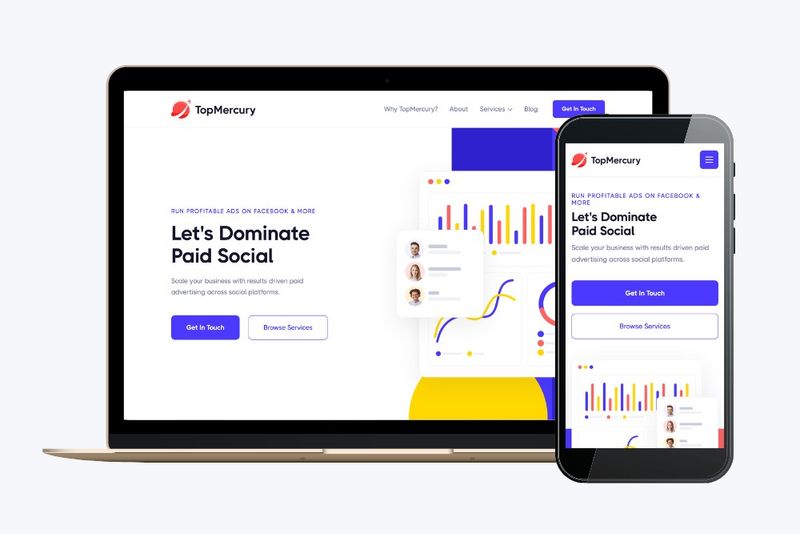 TopMercury
Why TopMercury? About Services Blog Get In Touch
RUN PROFITABLE ADS ON FACEBOOK & MORE
Let's Dominate
Paid Social
Scale your business with results driven paid
advertising across social platforms.
Get In Touch Browse Services
TopMercury
RUN PROFITABLE ADS ON FACEBOOK &
MORE
Let's Dominate
Paid Social
Scale your business with results driven paid
advertising across social platforms.
Get In Touch
Browse Services